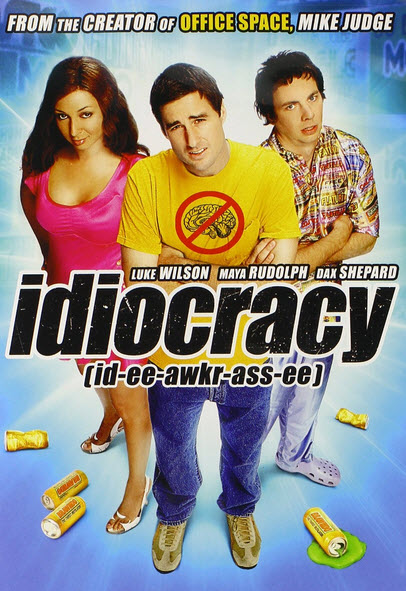 FROM THE CREATOR OF OFFICE SPACE, MIKE JUDGE
LUKE WILSON MAYA RUDOLPH DAX SHEPARD
idiocracy
(id-ee-awkr-ass-ee)